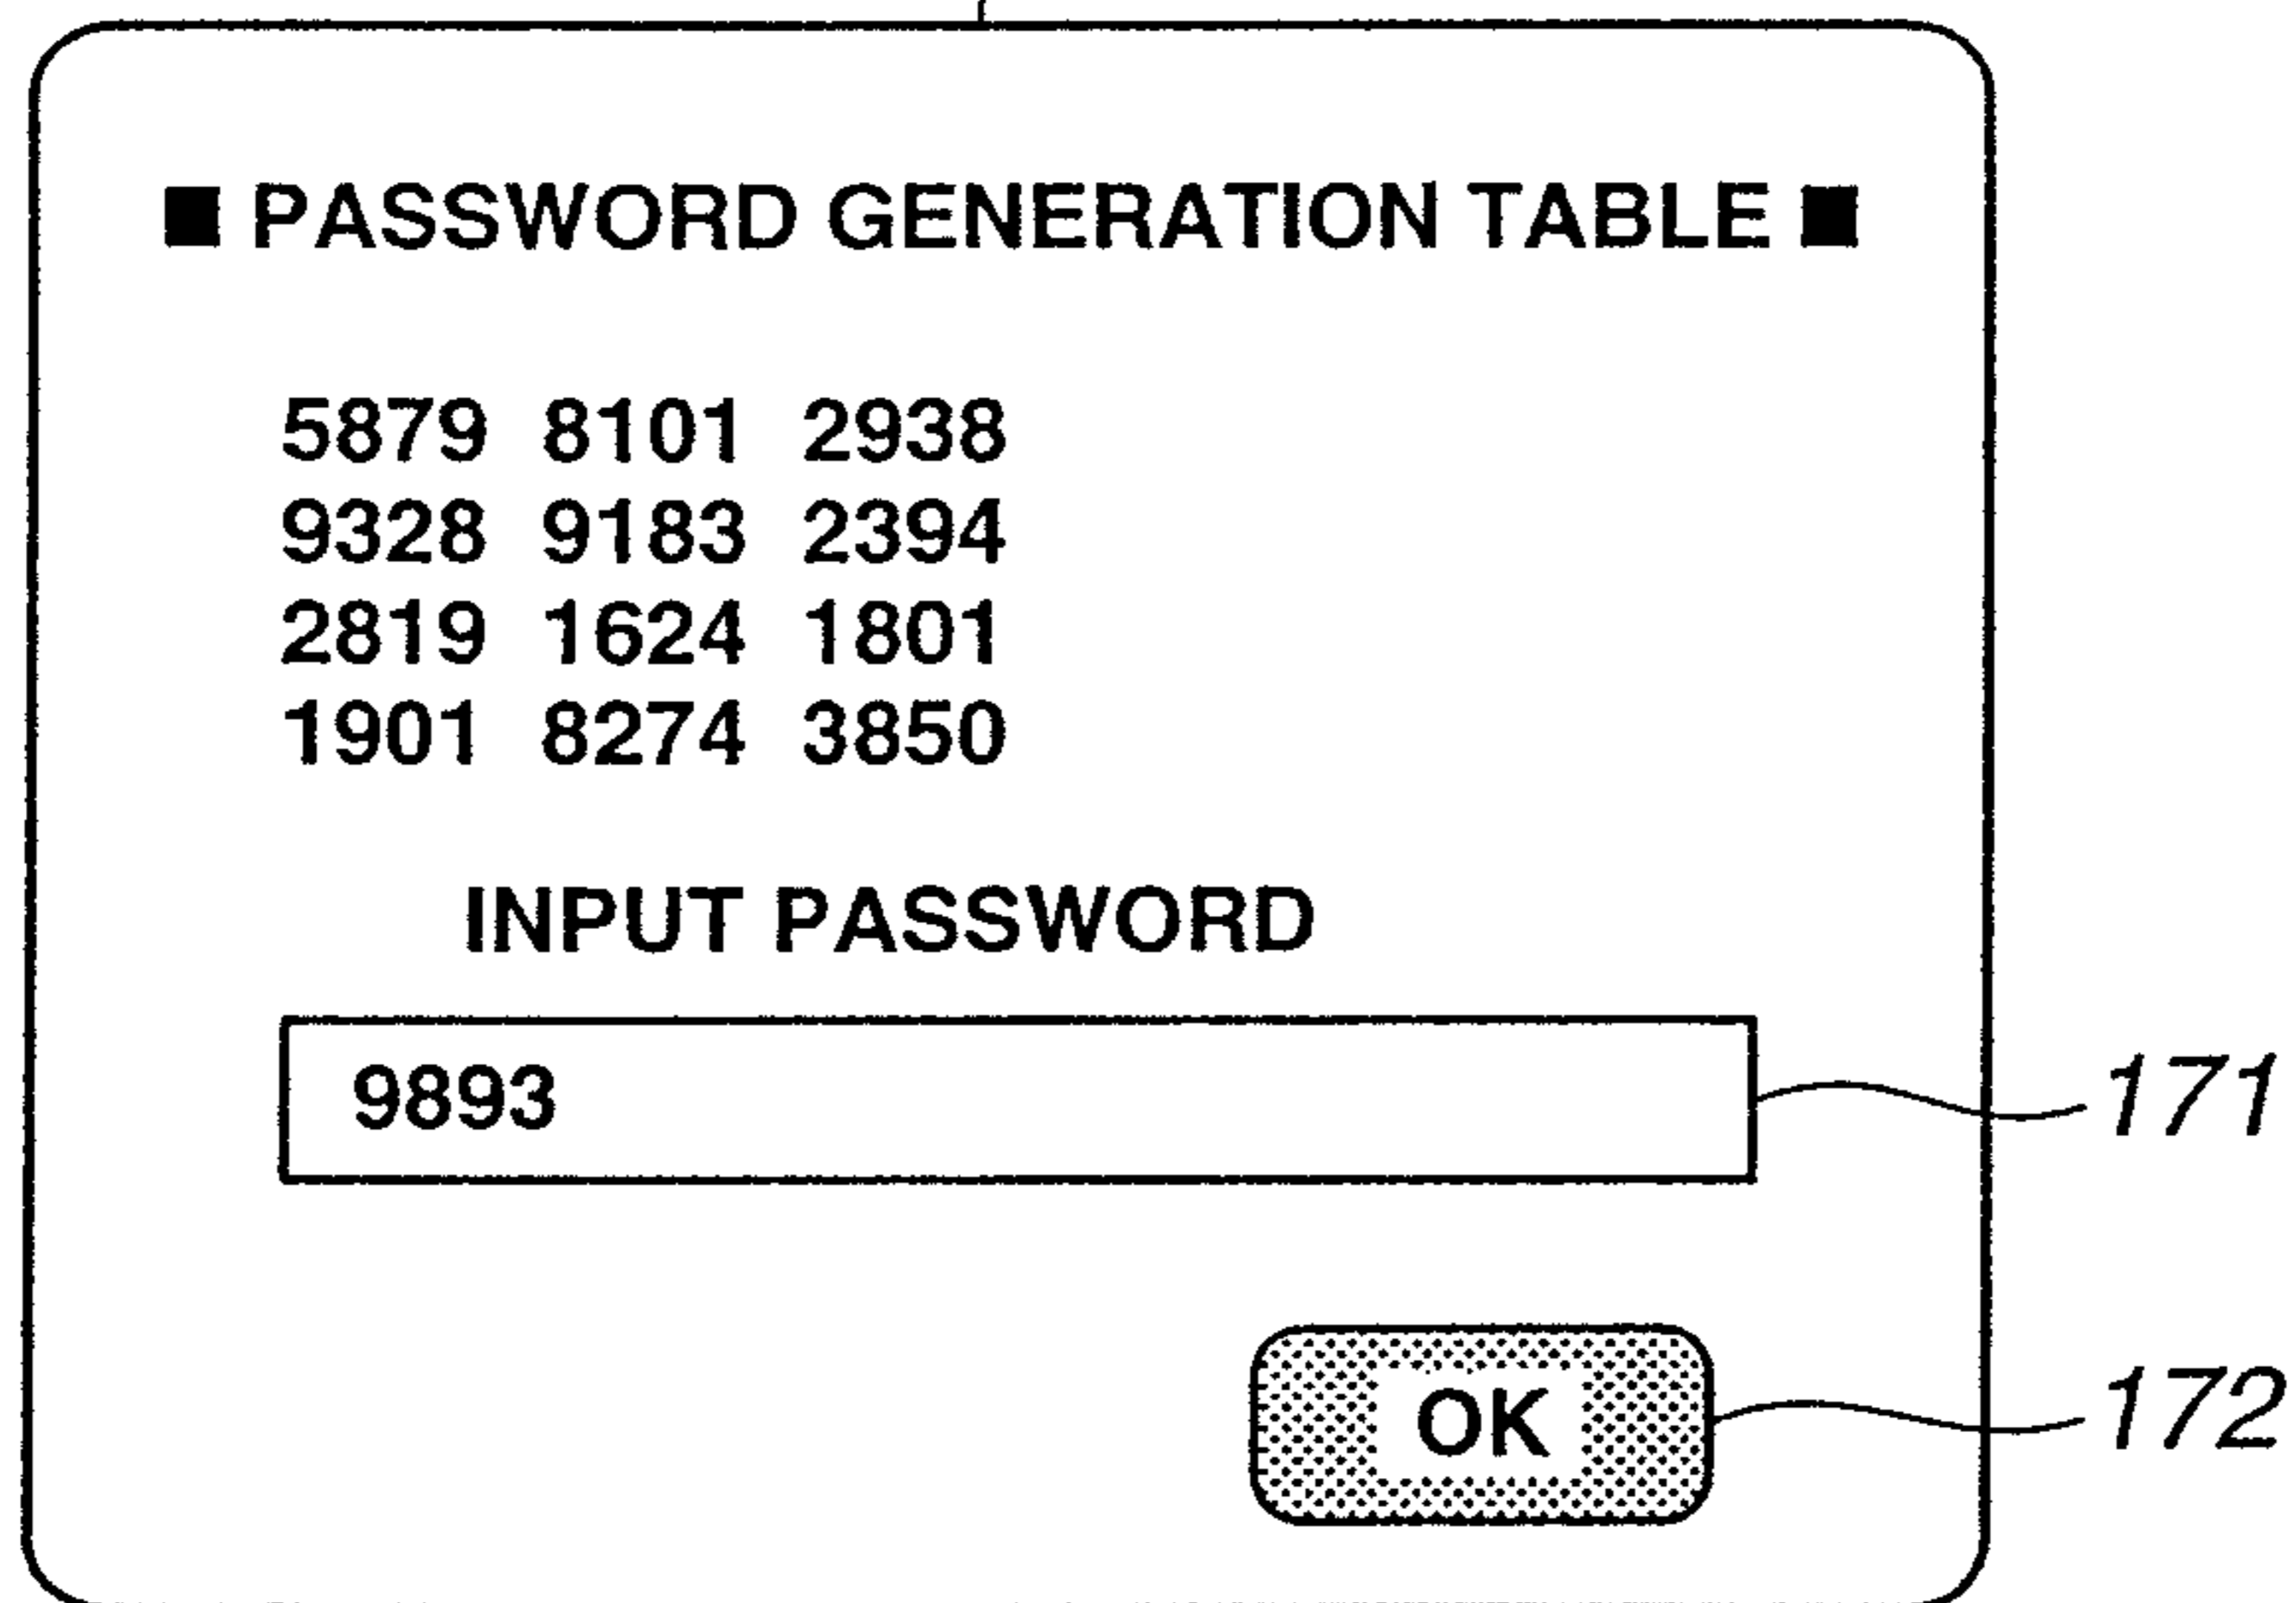 ■ PASSWORD GENERATION TABLE ■
5879 8101 2938
9328 9183 2394
2819 1624 1801
1901 8274 3850
INPUT PASSWORD
9893
171
OK
172